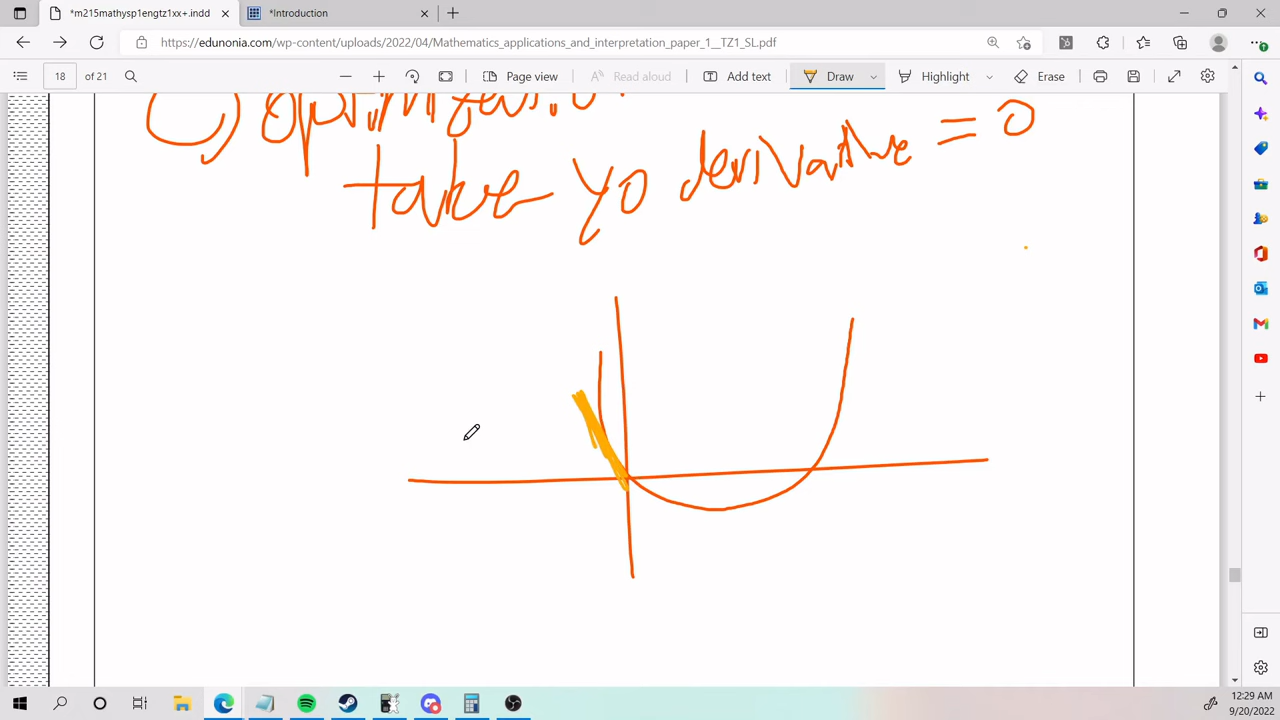 *m215mathysp1engtz1xx+.indd
*Introduction
https://edunonia.com/wp-content/uploads/2022/04/Mathematics_applications_and_interpretation_paper_1__TZ1_SL.pdf
18 of 21
Page view
Read aloud
Add text
Draw
Highlight
Erase
take yo derivative = 0
12:29 AM
9/20/2022